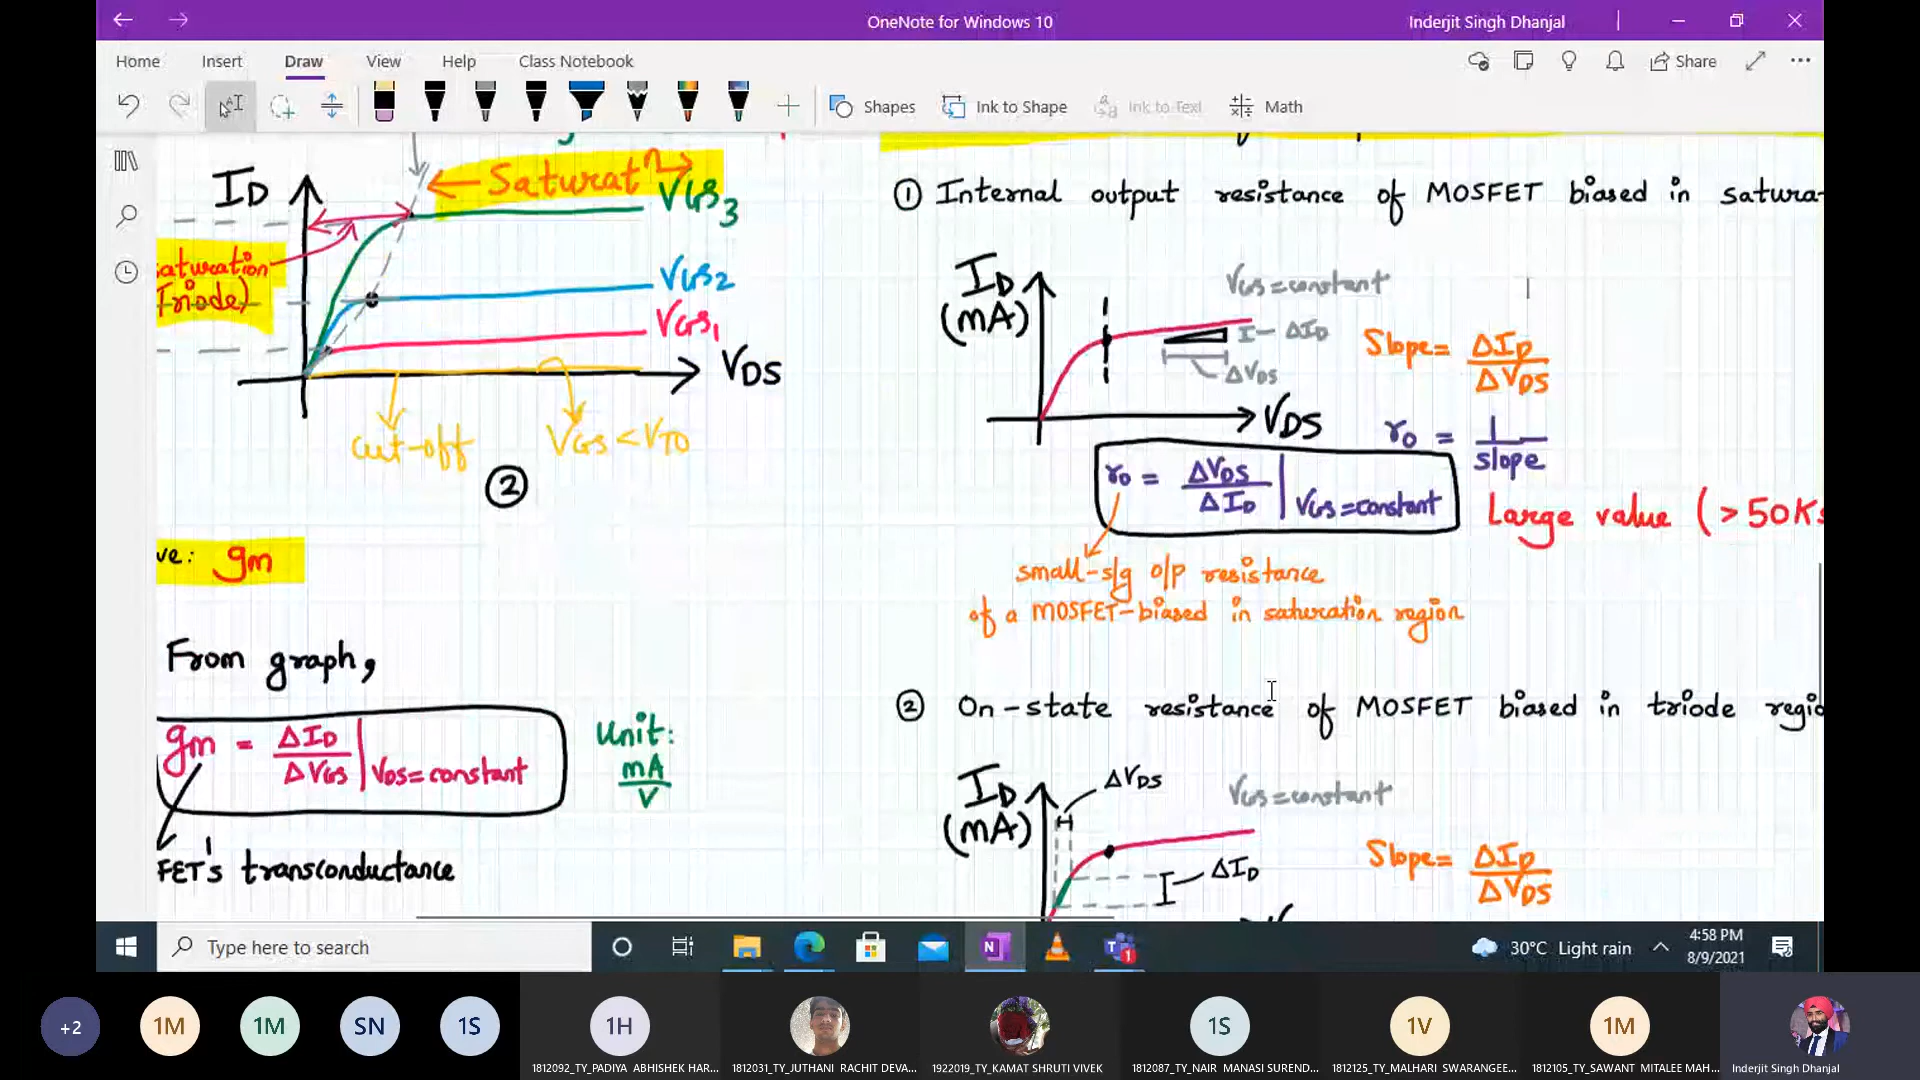 OneNote for Windows 10
Inderjit Singh Dhanjal
Home Insert Draw View Help Class Notebook
Share
Shapes
Ink to Shape
Ink to Text
Math
← Saturatⁿ →
ID
VGS3
aturation
Triode)
VGS2
VGS1
VDS
cut-off
VGS < VTO
②
ve: gm
From graph,
gm = ΔID/ΔVGS | VDS = constant
Unit: mA/V
FET's transconductance
① Internal output resistance of MOSFET biased in satura-
ID (mA)
VGS = constant
ΔID
ΔVDS
VDS
Slope = ΔID/ΔVDS
ro = 1/slope
ro = ΔVDS/ΔID | VGS = constant
Large value (>50K
small-sig o/p resistance
of a MOSFET-biased in saturation region
② On-state resistance of MOSFET biased in triode regio
ID (mA)
ΔVDS
VGS = constant
ΔID
Slope = ΔID/ΔVDS
Type here to search
30°C Light rain
4:58 PM
8/9/2021
+2
1M
1M
SN
1S
1H
1S
1V
1M
1812092_TY_PADIYA ABHISHEK HAR...
1812031_TY_JUTHANI RACHIT DEVA...
1922019_TY_KAMAT SHRUTI VIVEK
1812087_TY_NAIR MANASI SUREND...
1812125_TY_MALHARI SWARANGEE...
1812105_TY_SAWANT MITALEE MAH...
Inderjit Singh Dhanjal